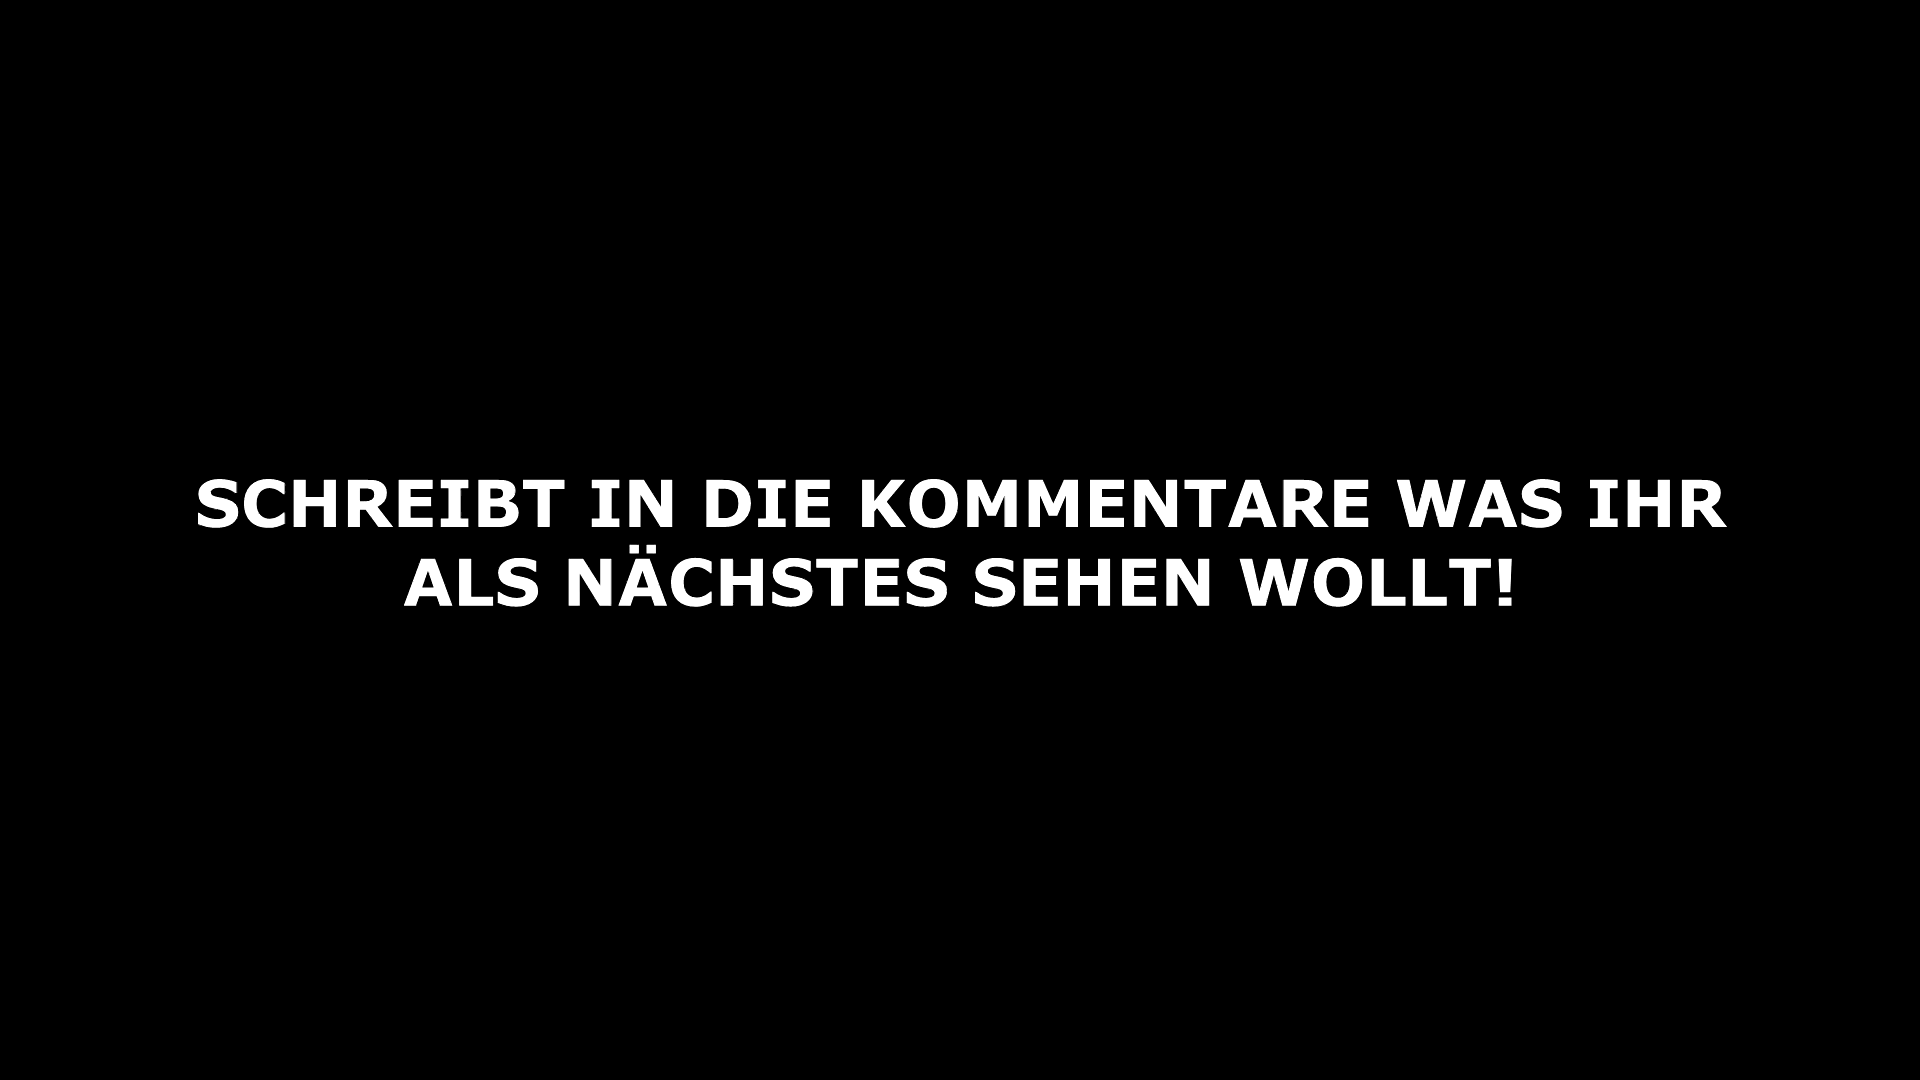 SCHREIBT IN DIE KOMMENTARE WAS IHR
ALS NÄCHSTES SEHEN WOLLT!